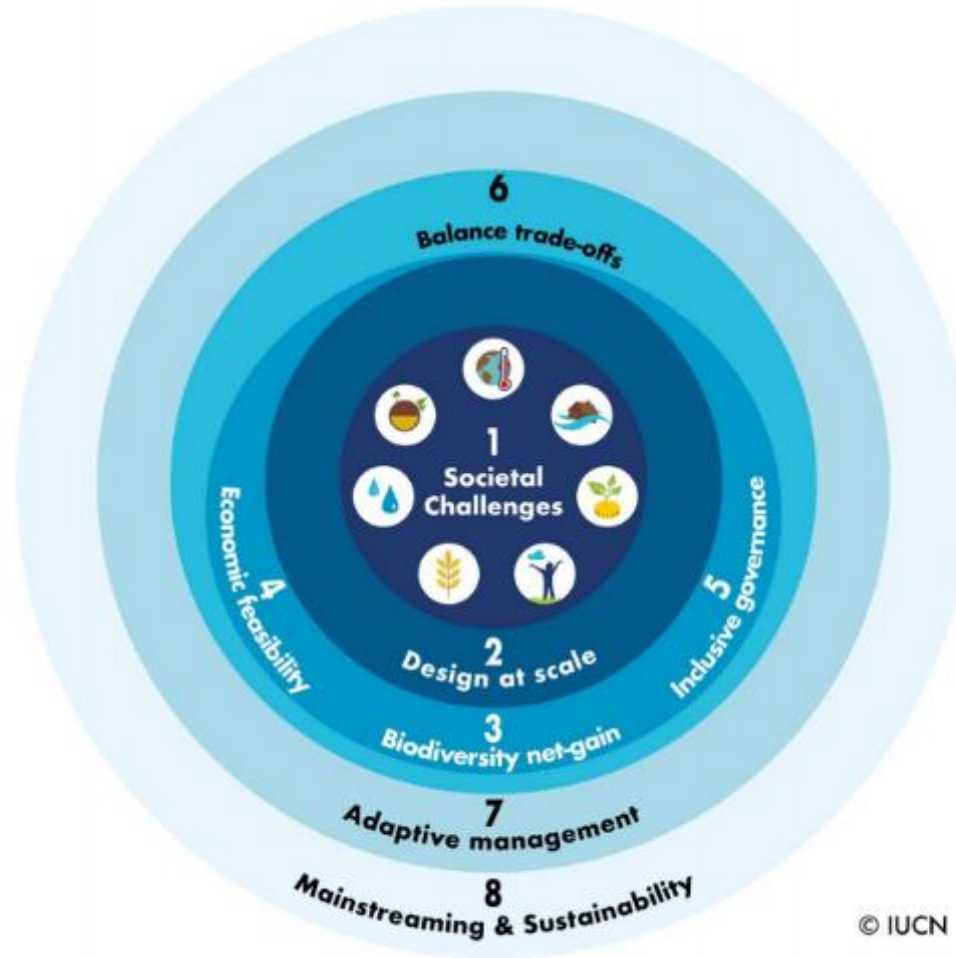 6
Balance trade-offs
1
Societal
Challenges
4
Economic feasibility
5
Inclusive governance
2
Design at scale
3
Biodiversity net-gain
7
Adaptive management
8
Mainstreaming & Sustainability
© IUCN